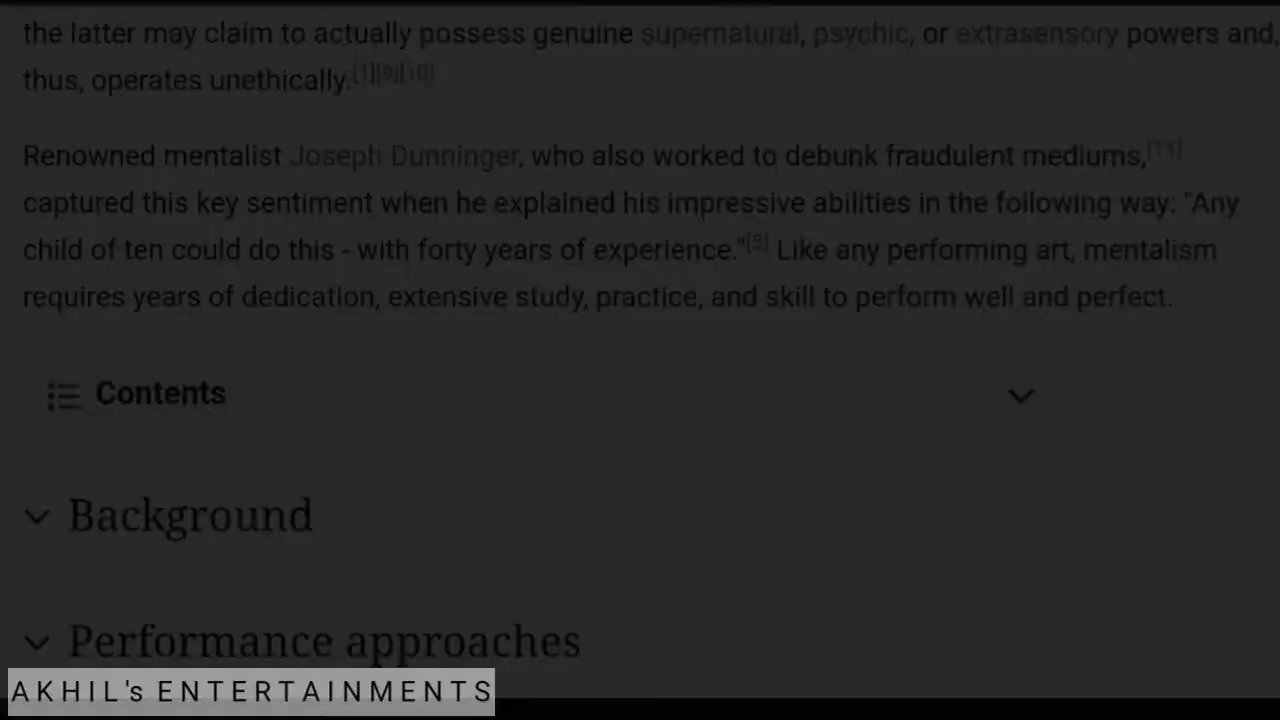 the latter may claim to actually possess genuine supernatural, psychic, or extrasensory powers and,
thus, operates unethically.[1][9][10]
Renowned mentalist Joseph Dunninger, who also worked to debunk fraudulent mediums,[11]
captured this key sentiment when he explained his impressive abilities in the following way: "Any
child of ten could do this - with forty years of experience."[5] Like any performing art, mentalism
requires years of dedication, extensive study, practice, and skill to perform well and perfect.
Contents
Background
Performance approaches
AKHIL's ENTERTAINMENTS